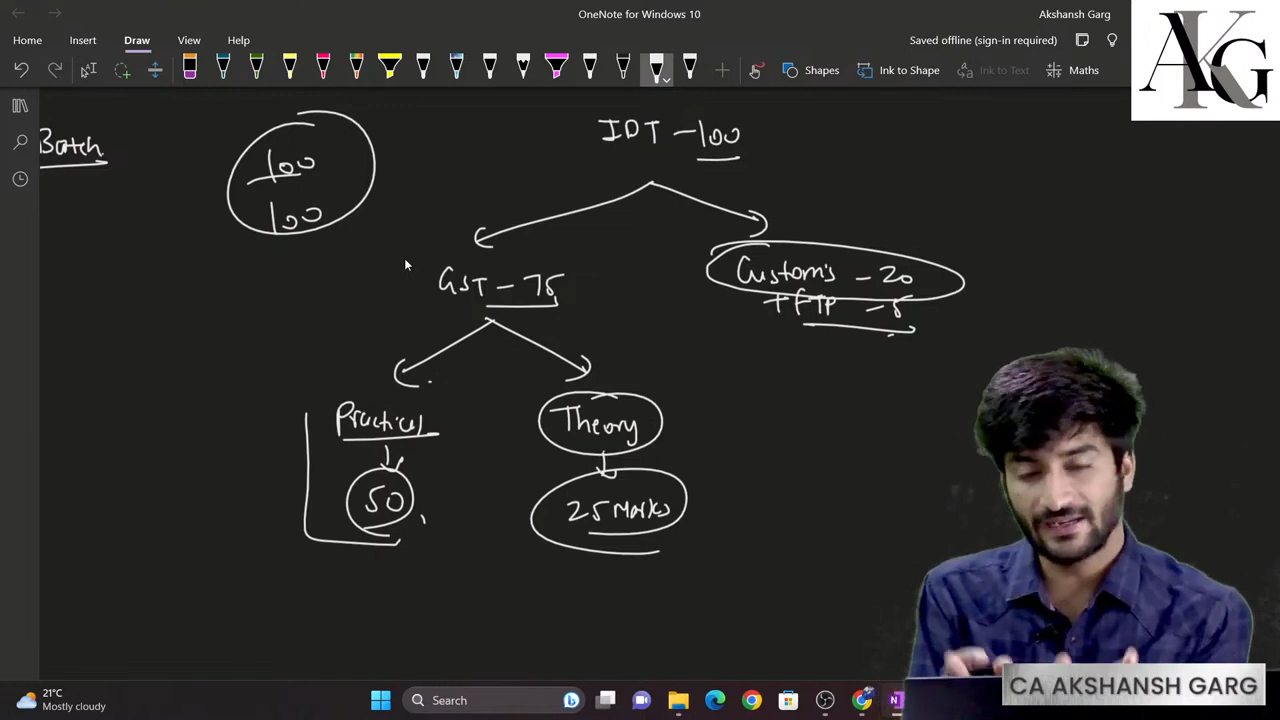 OneNote for Windows 10
Akshansh Garg
Home Insert Draw View Help
Saved offline (sign-in required)
Shapes
Ink to Shape
Ink to Text
Maths
AKG
Batch
100
100
IDT - 100
GST - 75
Customs - 20
+ FTP - 5
Practical
Theory
50
25 Marks
CA AKSHANSH GARG
21°C
Mostly cloudy
Search